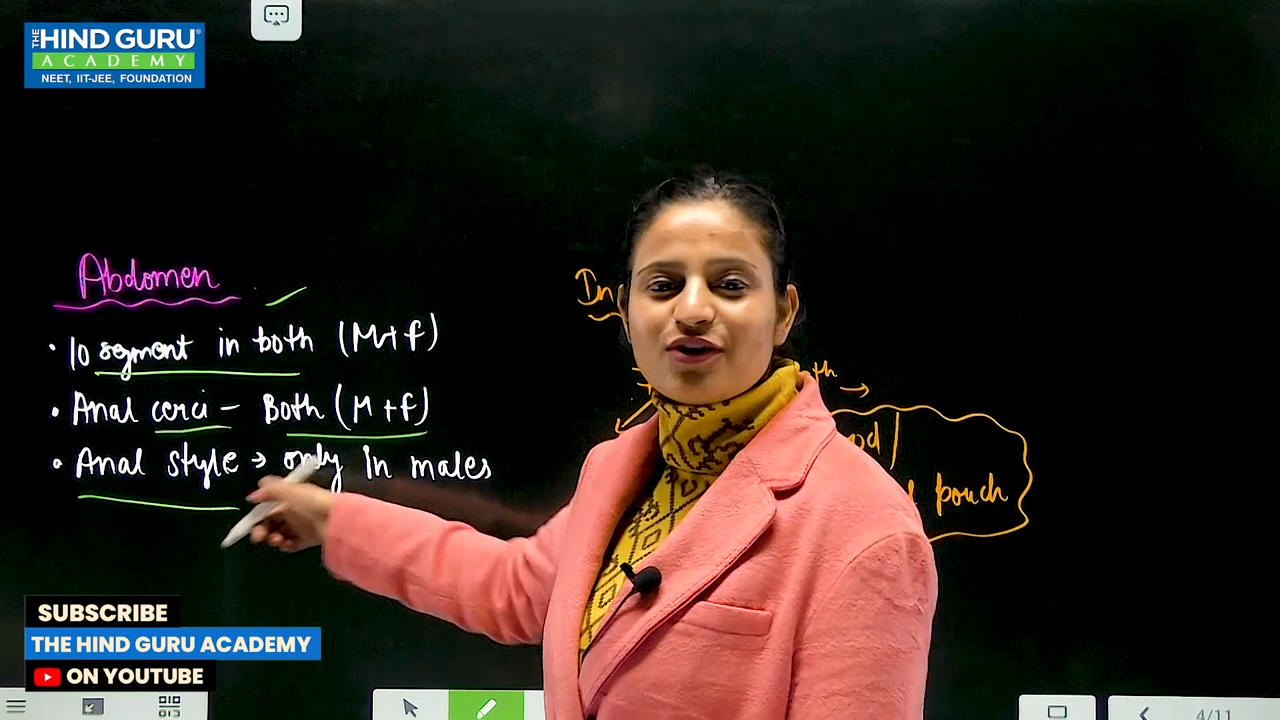 THE HIND GURU
ACADEMY
NEET, IIT-JEE, FOUNDATION
Abdomen
• 10 segment in both (M+f)
• Anal cerci - Both (M+f)
• Anal style → only in males
pouch
SUBSCRIBE
THE HIND GURU ACADEMY
ON YOUTUBE
4/11